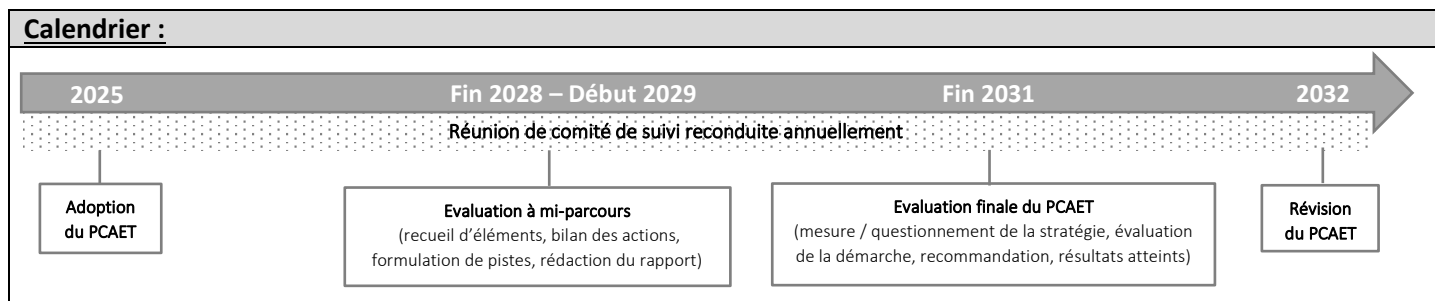 Calendrier :
2025
Fin 2028 – Début 2029
Fin 2031
2032
Réunion de comité de suivi reconduite annuellement
Adoption
du PCAET
Evaluation à mi-parcours
(recueil d’éléments, bilan des actions,
formulation de pistes, rédaction du rapport)
Evaluation finale du PCAET
(mesure / questionnement de la stratégie, évaluation
de la démarche, recommandation, résultats atteints)
Révision
du PCAET